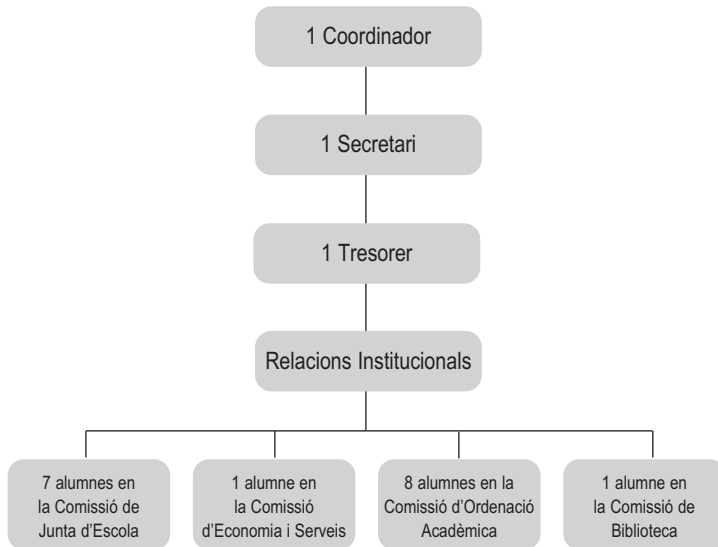 1 Coordinador
1 Secretari
1 Tresorer
Relacions Institucionals
7 alumnes en
la Comissió de
Junta d’Escola
1 alumne en
la Comissió
d’Economia i Serveis
8 alumnes en la
Comissió d’Ordenació
Acadèmica
1 alumne en
la Comissió de
Biblioteca